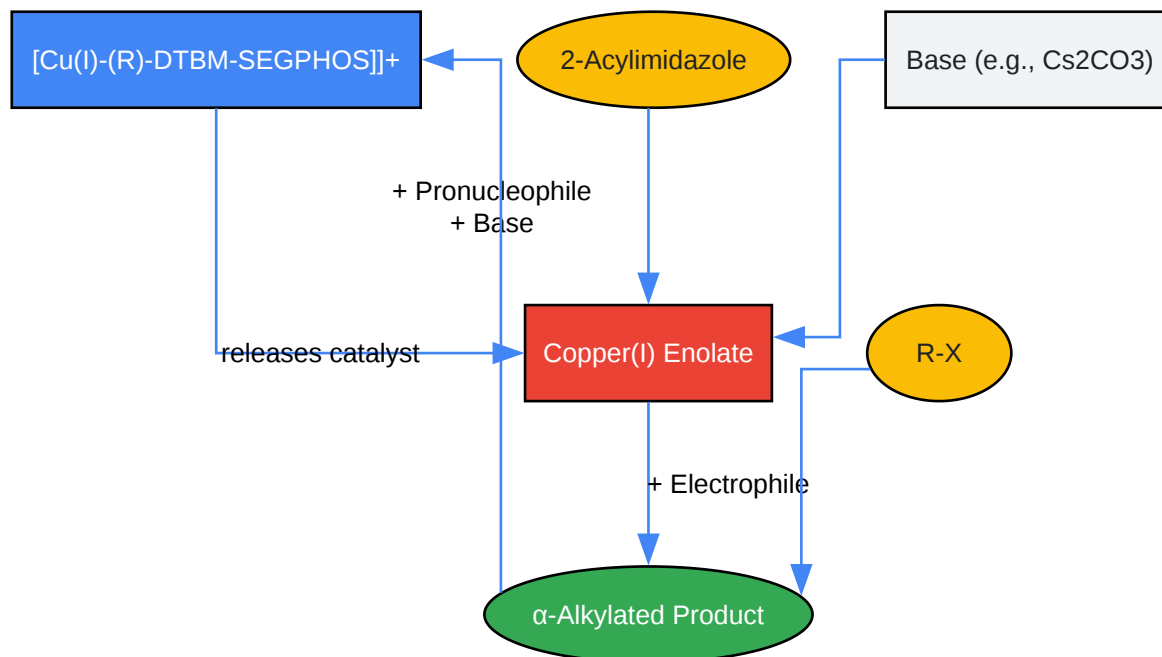 [Cu(I)-(R)-DTBM-SEGPHOS]]+
2-Acylimidazole
Base (e.g., Cs2CO3)
+ Pronucleophile
+ Base
releases catalyst
Copper(I) Enolate
R-X
+ Electrophile
α-Alkylated Product